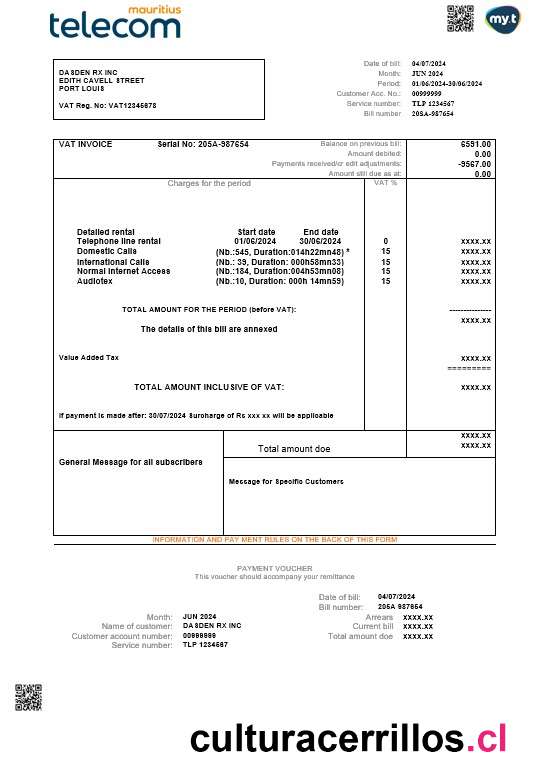 mauritius
telecom
my.t
Date of bill: 04/07/2024
Month: JUN 2024
Period: 01/06/2024-30/06/2024
Customer Acc. No.: 00999999
Service number: TLP 1234567
Bill number 20SA-987654
DASDEN RX INC
EDITH CAVELL STREET
PORT LOUIS
VAT Reg. No: VAT12345678
VAT INVOICE Serial No: 205A-987654 Balance on previous bill: 6591.00
Amount debited: 0.00
Payments received/or edit adjustments: -9567.00
Amount still due as at: 0.00
Charges for the period VAT %
Detailed rental Start date End date
Telephone line rental 01/06/2024 30/06/2024 0 xxxx.xx
Domestic Calls (Nb.:545, Duration:014h22mn48) * 15 xxxx.xx
International Calls (Nb.: 39, Duration: 000h58mn33) 15 xxxx.xx
Normal Internet Access (Nb.:184, Duration:004h53mn08) 15 xxxx.xx
Audiotex (Nb.:10, Duration: 000h 14mn59) 15 xxxx.xx
TOTAL AMOUNT FOR THE PERIOD (before VAT): ---------------
xxxx.xx
The details of this bill are annexed
Value Added Tax xxxx.xx
=========
TOTAL AMOUNT INCLUSIVE OF VAT: xxxx.xx
If payment is made after: 30/07/2024 Suroharge of Rs xxx xx will be applicable
xxxx.xx
Total amount doe xxxx.xx
General Message for all subscribers
Message for Specific Customers
INFORMATION AND PAY MENT RULES ON THE BACK OF THIS FORM
PAYMENT VOUCHER
This voucher should accompany your remittance
Date of bill: 04/07/2024
Bill number: 205A 987654
Month: JUN 2024 Arrears xxxx.xx
Name of customer: DASDEN RX INC Current bill xxxx.xx
Customer account number: 00999999 Total amount doe xxxx.xx
Service number: TLP 1234567
culturacerrillos.cl